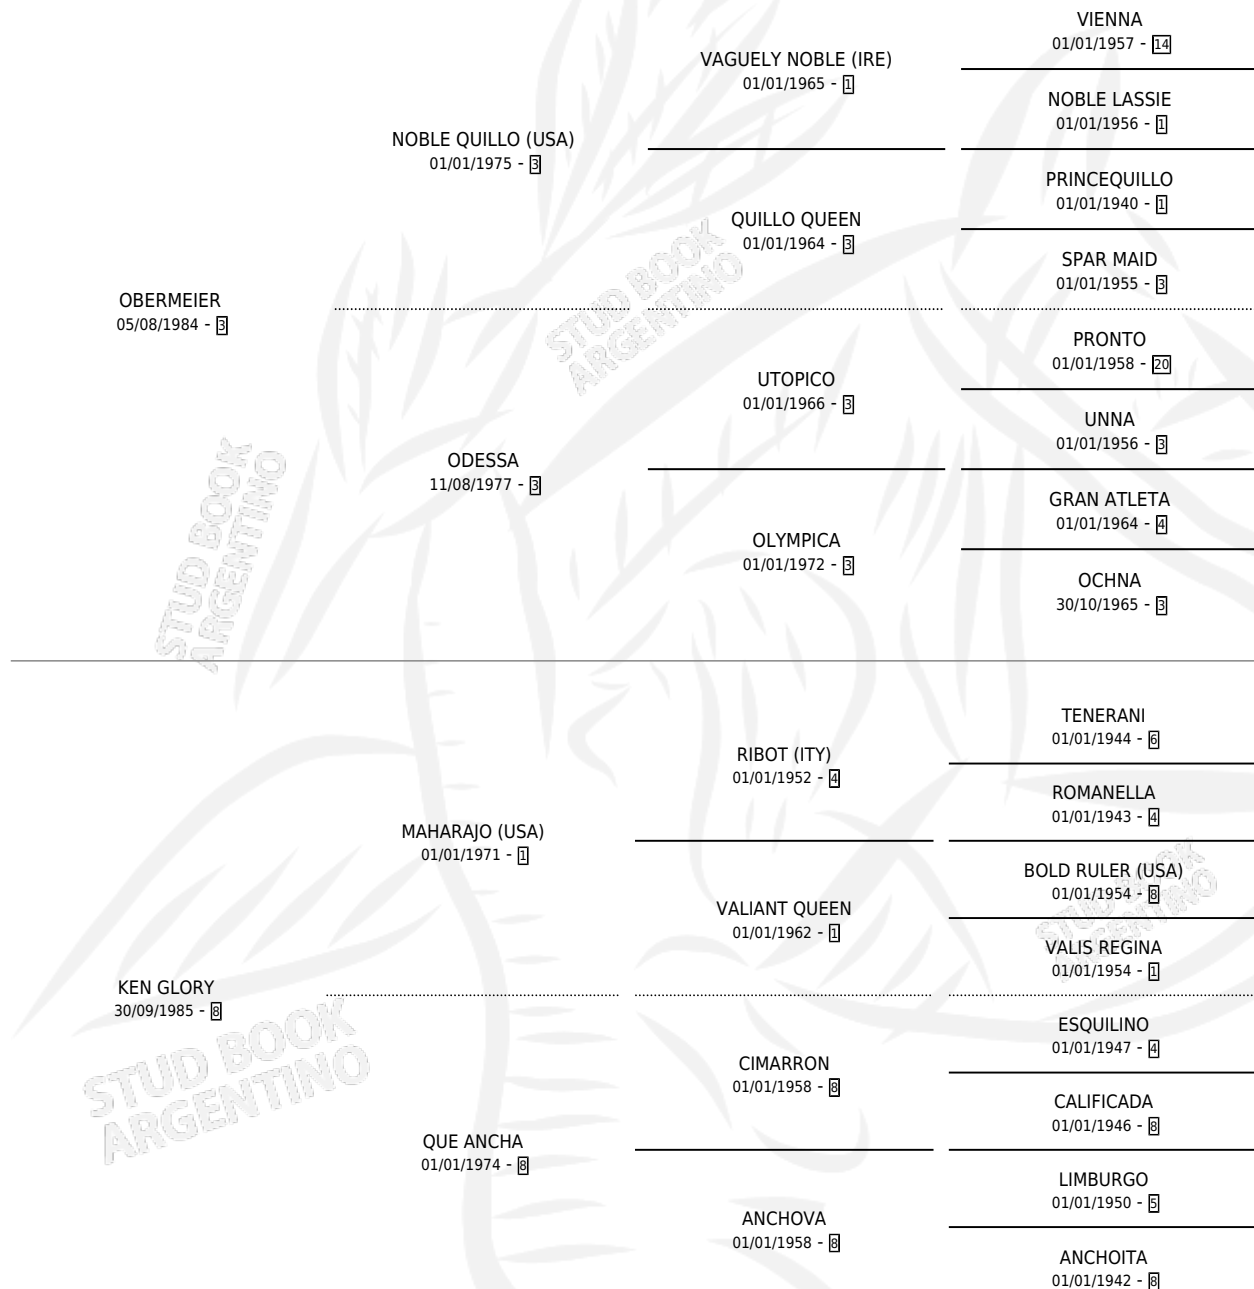 VIENNA
01/01/1957 - 14
VAGUELY NOBLE (IRE)
01/01/1965 - 1
NOBLE LASSIE
01/01/1956 - 1
NOBLE QUILLO (USA)
01/01/1975 - 3
PRINCEQUILLO
01/01/1940 - 1
QUILLO QUEEN
01/01/1964 - 3
SPAR MAID
01/01/1955 - 3
OBERMEIER
05/08/1984 - 3
PRONTO
01/01/1958 - 20
UTOPICO
01/01/1966 - 3
UNNA
01/01/1956 - 3
ODESSA
11/08/1977 - 3
GRAN ATLETA
01/01/1964 - 4
OLYMPICA
01/01/1972 - 3
OCHNA
30/10/1965 - 3
TENERANI
01/01/1944 - 6
RIBOT (ITY)
01/01/1952 - 4
ROMANELLA
01/01/1943 - 4
MAHARAJO (USA)
01/01/1971 - 1
BOLD RULER (USA)
01/01/1954 - 8
VALIANT QUEEN
01/01/1962 - 1
VALIS REGINA
01/01/1954 - 1
KEN GLORY
30/09/1985 - 8
ESQUILINO
01/01/1947 - 4
CIMARRON
01/01/1958 - 8
CALIFICADA
01/01/1946 - 8
QUE ANCHA
01/01/1974 - 8
LIMBURGO
01/01/1950 - 5
ANCHOVA
01/01/1958 - 8
ANCHOITA
01/01/1942 - 8
STUD BOOK
ARGENTINO
STUD BOOK
ARGENTINO
STUD BOOK
ARGENTINO
STUD BOOK
ARGENTINO